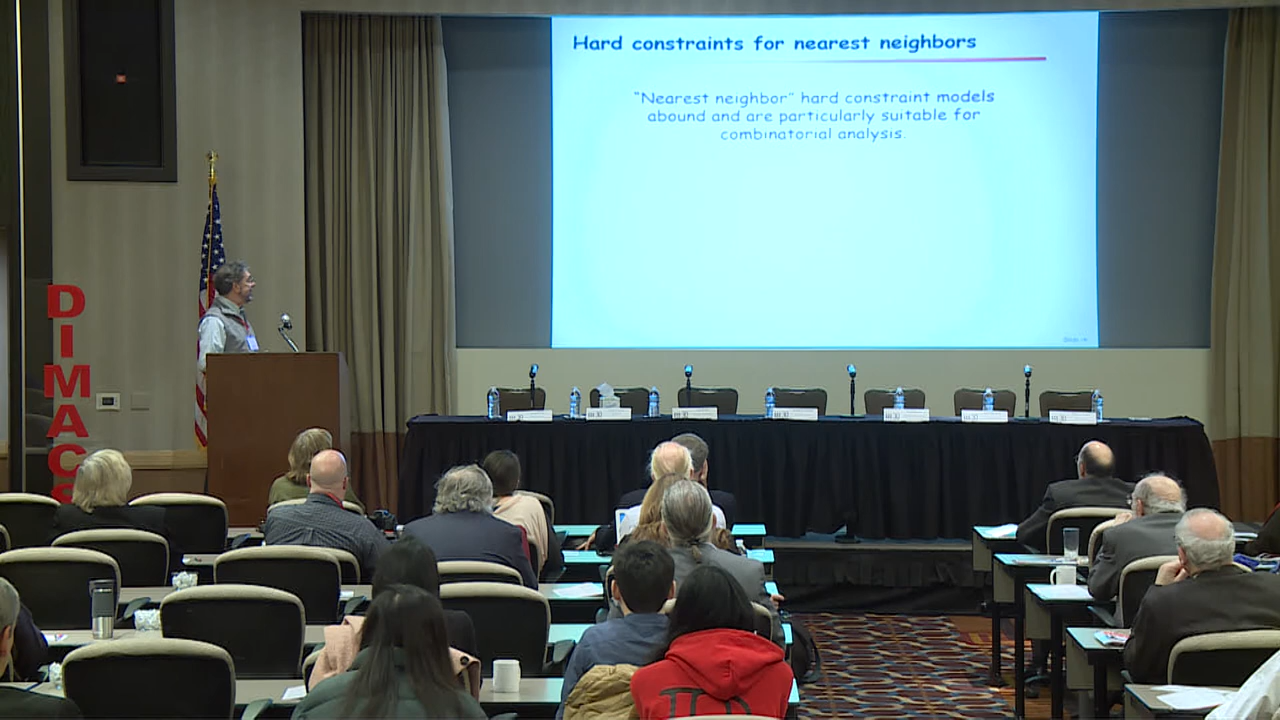 Hard constraints for nearest neighbors
"Nearest neighbor" hard constraint models
abound and are particularly suitable for
combinatorial analysis.
DIMACS